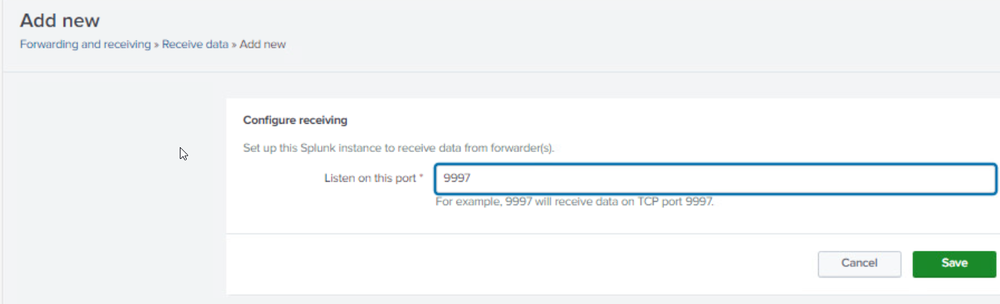 Add new
Forwarding and receiving » Receive data » Add new
Configure receiving
Set up this Splunk instance to receive data from forwarder(s).
Listen on this port * 9997
For example, 9997 will receive data on TCP port 9997.
Cancel Save